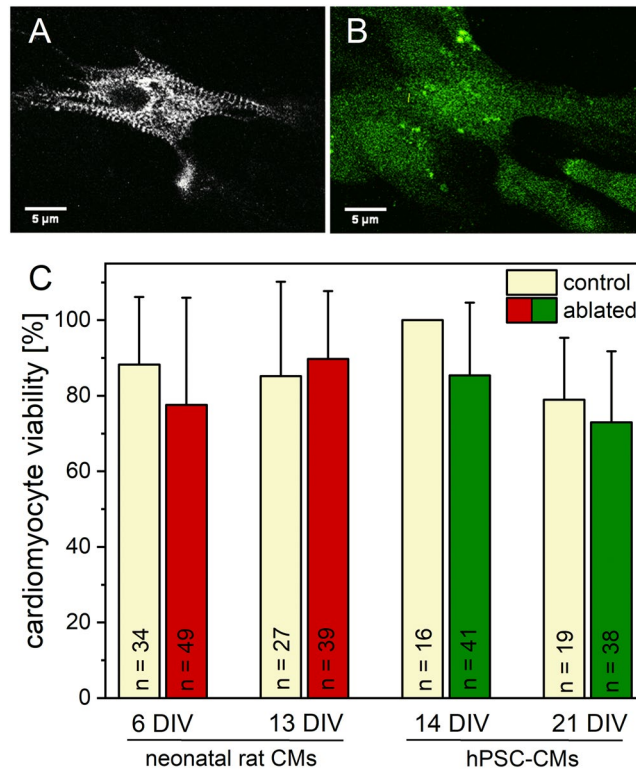 A
B
5 µm
5 µm
C
control
ablated
cardiomyocyte viability [%]
100
80
60
40
20
0
n = 34
n = 49
n = 27
n = 39
n = 16
n = 41
n = 19
n = 38
6 DIV
13 DIV
14 DIV
21 DIV
neonatal rat CMs
hPSC-CMs